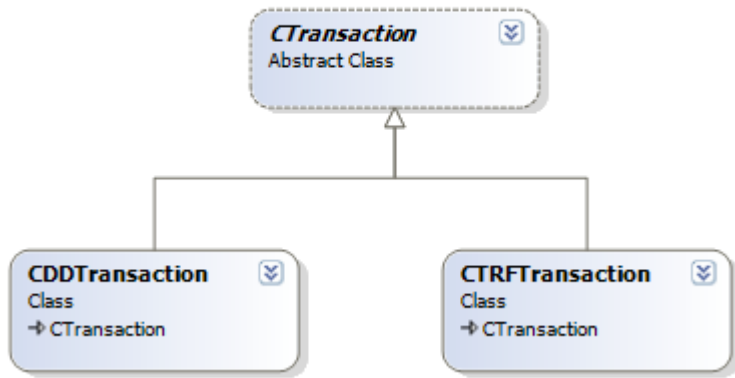 CTransaction
Abstract Class
CDDTransaction
Class
CTransaction
CTRFTransaction
Class
CTransaction